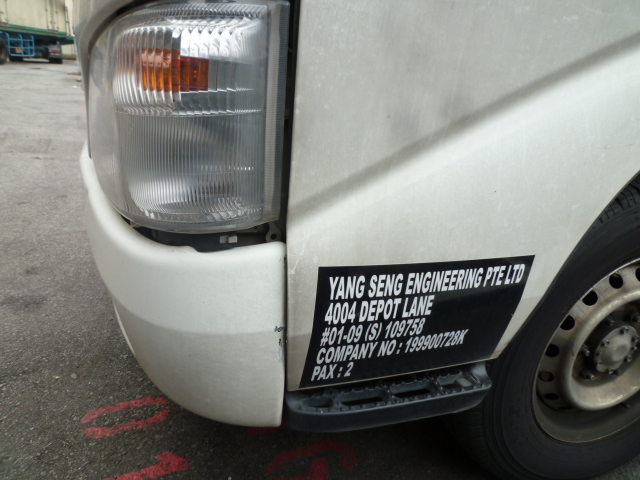 YANG SENG ENGINEERING PTE LTD
4004 DEPOT LANE
#01-09 (S) 109758
COMPANY NO : 199900728K
PAX : 2